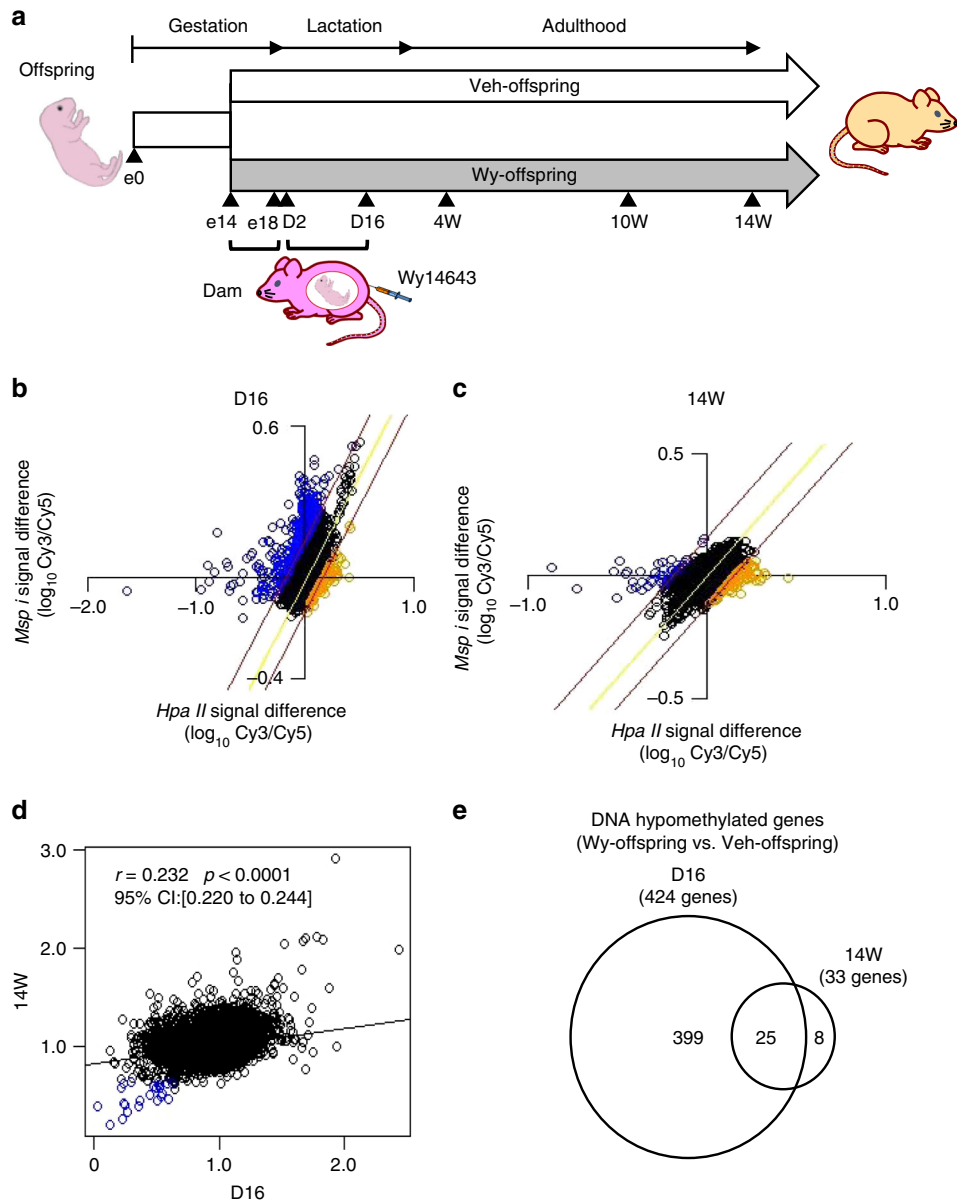 a
Gestation
Lactation
Adulthood
Offspring
Veh-offspring
Wy-offspring
e0
e14
e18
D2
D16
4W
10W
14W
Dam
Wy14643
b
D16
0.6
−2.0
1.0
−0.4
Msp i signal difference
(log10 Cy3/Cy5)
Hpa II signal difference
(log10 Cy3/Cy5)
c
14W
0.5
−1.0
1.0
−0.5
Msp i signal difference
(log10 Cy3/Cy5)
Hpa II signal difference
(log10 Cy3/Cy5)
d
3.0
2.0
1.0
14W
r = 0.232 p < 0.0001
95% CI:[0.220 to 0.244]
0
1.0
2.0
D16
e
DNA hypomethylated genes
(Wy-offspring vs. Veh-offspring)
D16
(424 genes)
14W
(33 genes)
399
25
8